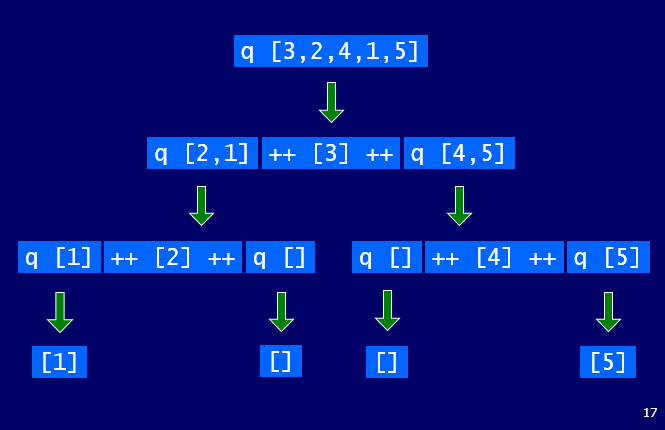 q [3,2,4,1,5]
q [2,1] ++ [3] ++ q [4,5]
q [1] ++ [2] ++ q [] q [] ++ [4] ++ q [5]
[1] [] [] [5]
17